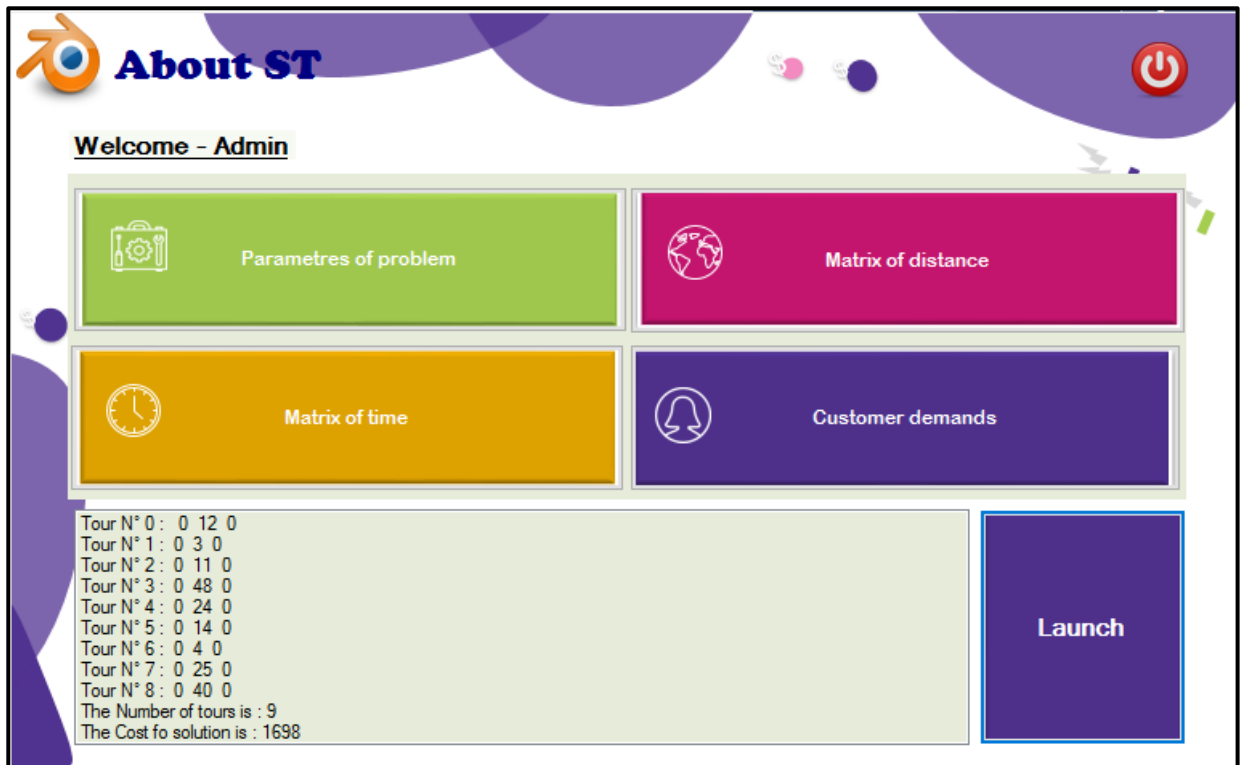 About ST
Welcome - Admin
Parametres of problem
Matrix of distance
Matrix of time
Customer demands
Tour N° 0 : 0 12 0
Tour N° 1 : 0 3 0
Tour N° 2 : 0 11 0
Tour N° 3 : 0 48 0
Tour N° 4 : 0 24 0
Tour N° 5 : 0 14 0
Tour N° 6 : 0 4 0
Tour N° 7 : 0 25 0
Tour N° 8 : 0 40 0
The Number of tours is : 9
The Cost fo solution is : 1698
Launch